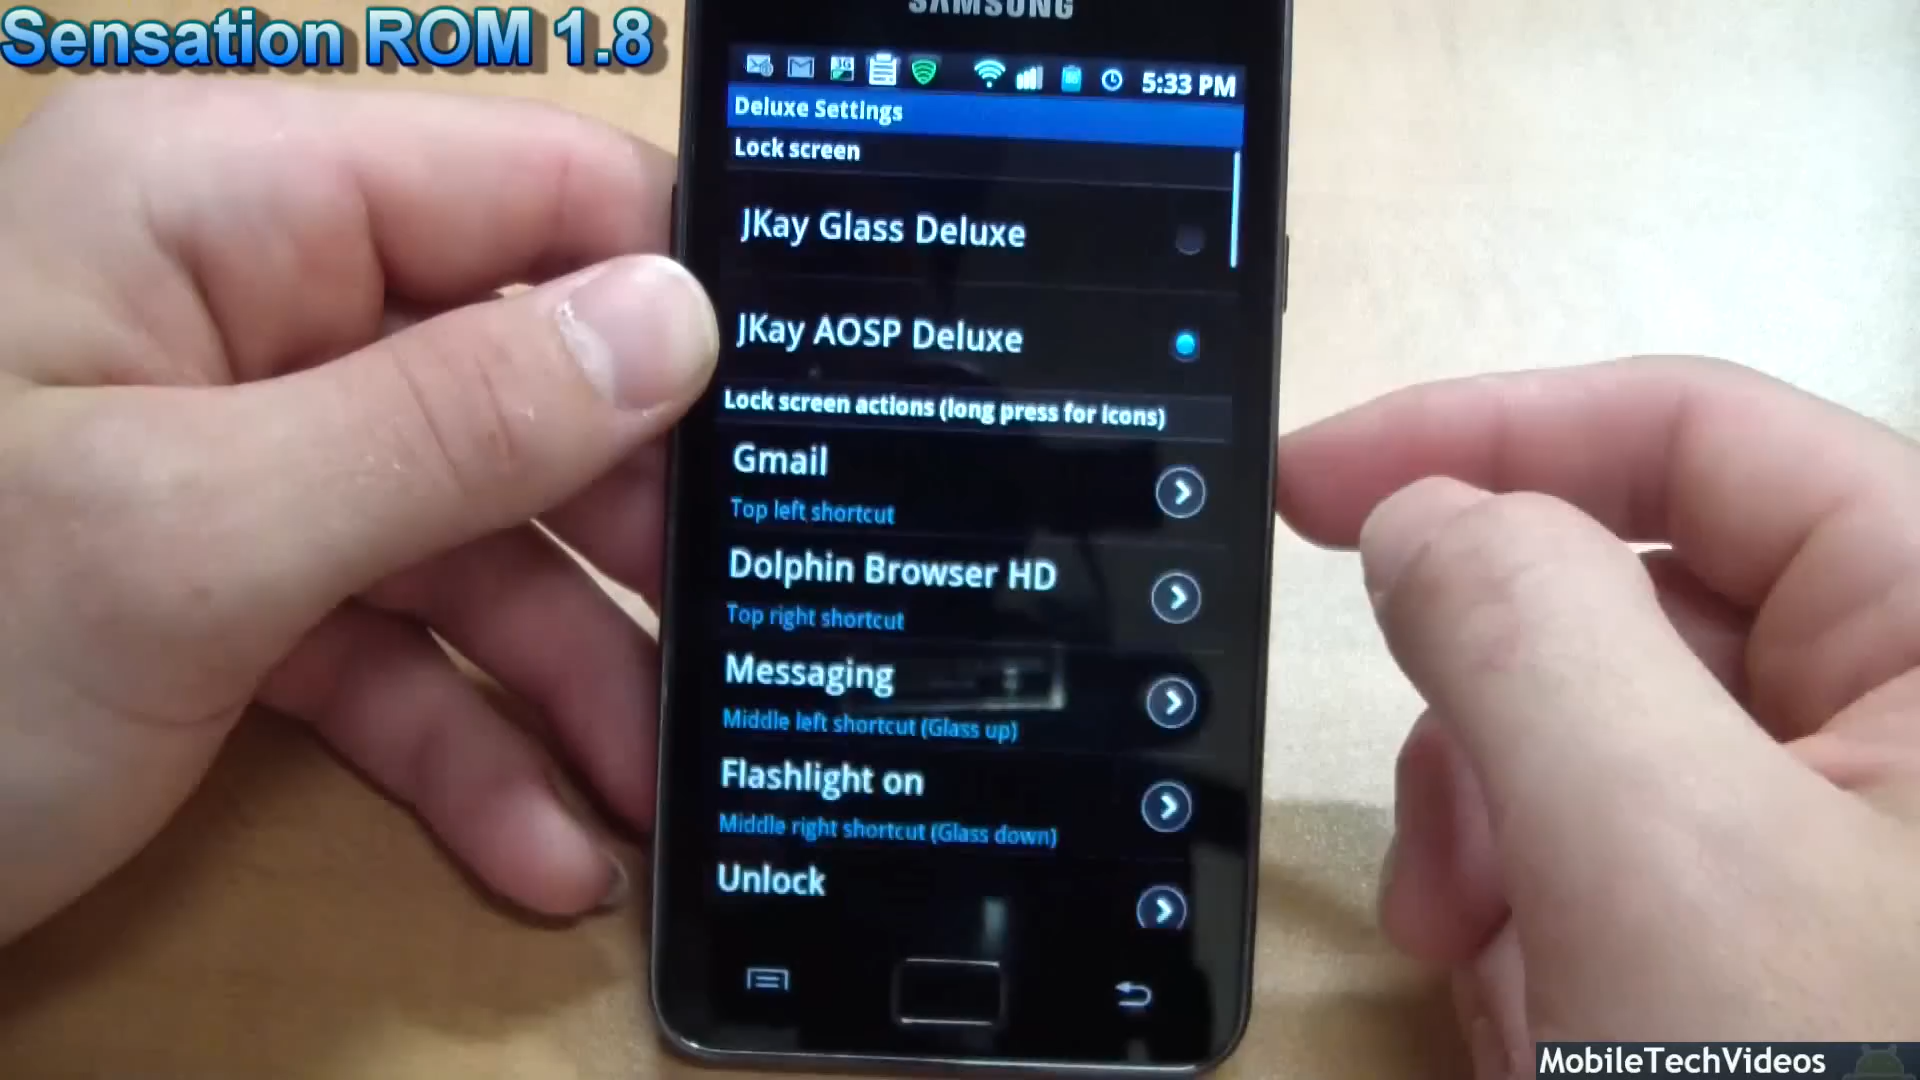 Sensation ROM 1.8
SAMSUNG
3G
5:33 PM
Deluxe Settings
Lock screen
JKay Glass Deluxe
JKay AOSP Deluxe
Lock screen actions (long press for icons)
Gmail
Top left shortcut
Dolphin Browser HD
Top right shortcut
Messaging
Middle left shortcut (Glass up)
Flashlight on
Middle right shortcut (Glass down)
Unlock
MobileTechVideos